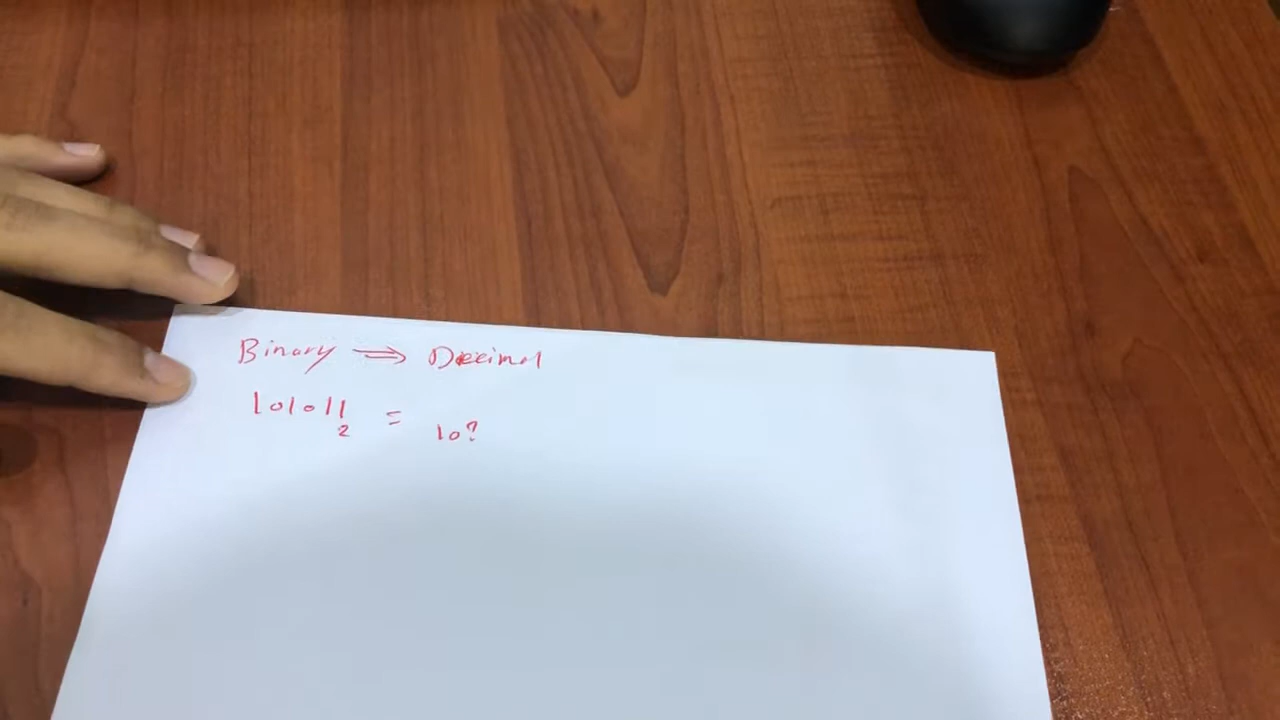 Binary ⇒ Decimal
101011₂ = ₁₀?